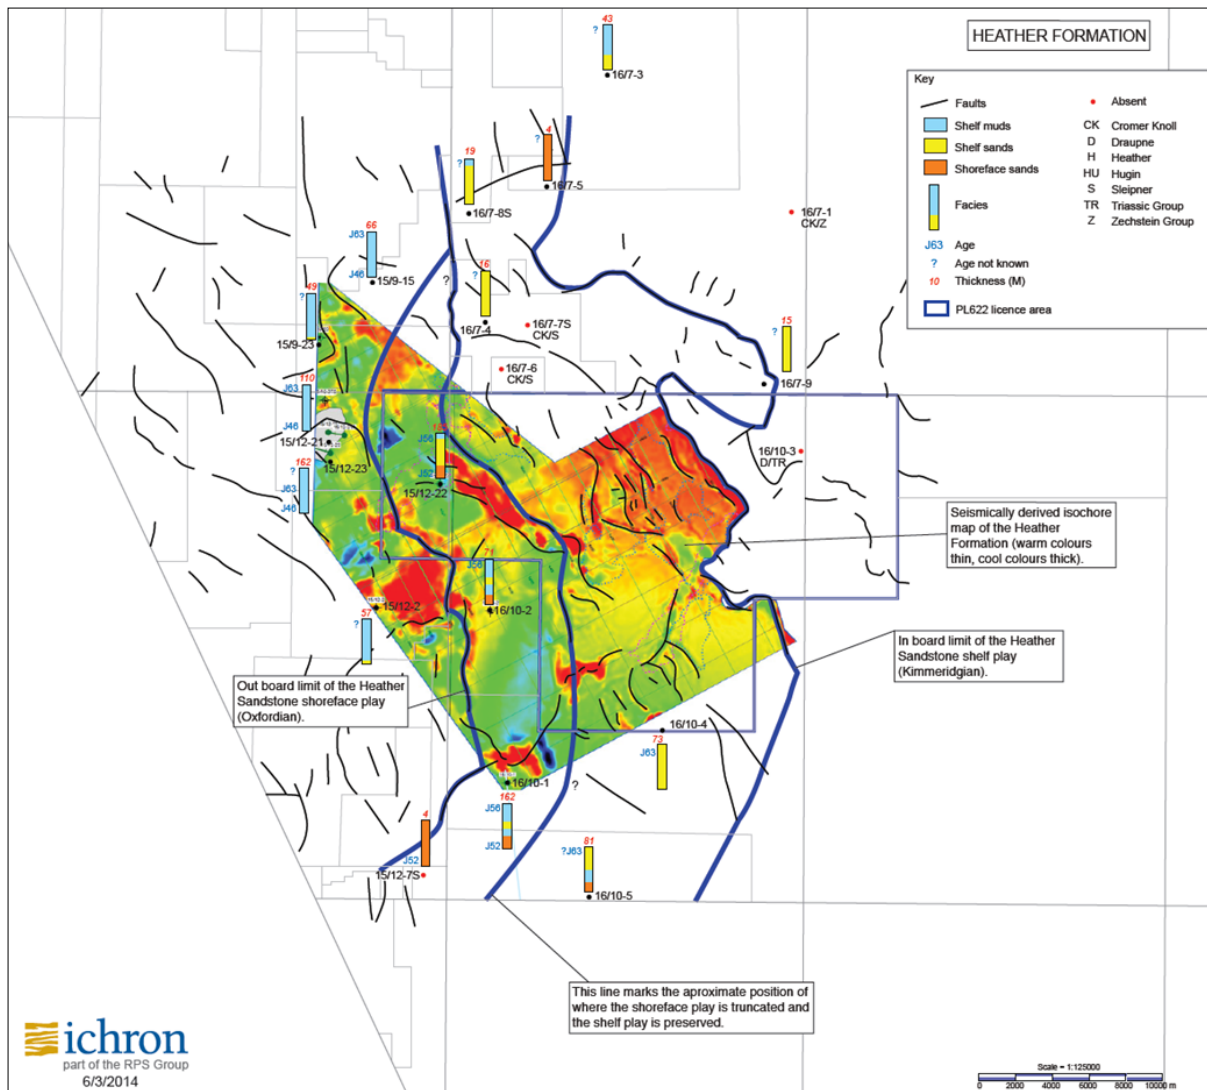 HEATHER FORMATION
Key
Faults
Shelf muds
Shelf sands
Shoreface sands
Facies
J63 Age
? Age not known
10 Thickness (M)
PL622 licence area
Absent
CK Cromer Knoll
D Draupne
H Heather
HU Hugin
S Sleipner
TR Triassic Group
Z Zechstein Group
43
?
16/7-3
4
?
16/7-5
19
?
16/7-8S
16/7-1
CK/Z
66
J63
J46
15/9-15
?
16
?
16/7-4
16/7-7S
CK/S
49
?
15/9-23
15
?
16/7-9
16/7-6
CK/S
110
J63
J46
15/12-21
15/12-23
J56
J52
15/12-22
16/10-3
D/TR
162
?
J63
J46
Seismically derived isochore
map of the Heather
Formation (warm colours
thin, cool colours thick).
71
J56
16/10-2
15/12-2
57
?
In board limit of the Heather
Sandstone shelf play
(Kimmeridgian).
Out board limit of the Heather
Sandstone shoreface play
(Oxfordian).
16/10-4
73
J63
16/10-1
?
162
J56
J52
4
J52
15/12-7S
81
?J63
16/10-5
This line marks the aproximate position of
where the shoreface play is truncated and
the shelf play is preserved.
ichron
part of the RPS Group
6/3/2014
Scale = 1:125000
0 2000 4000 6000 8000 10000 m